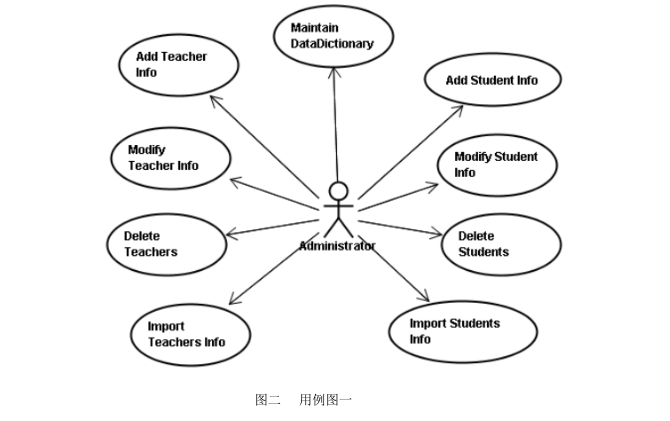 Maintain
DataDictionary
Add Teacher
Info
Add Student Info
Modify
Teacher Info
Modify Student
Info
Delete
Teachers
Administrator
Delete
Students
Import
Teachers Info
Import Students
Info
图二 用例图一